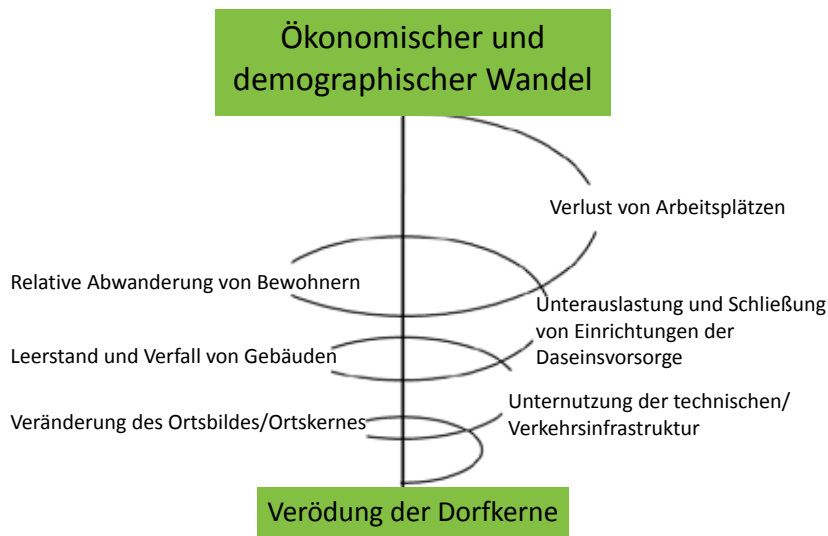 Ökonomischer und
demographischer Wandel
Verlust von Arbeitsplätzen
Relative Abwanderung von Bewohnern
Unterauslastung und Schließung
von Einrichtungen der
Daseinsvorsorge
Leerstand und Verfall von Gebäuden
Unternutzung der technischen/
Verkehrsinfrastruktur
Veränderung des Ortsbildes/Ortskernes
Verödung der Dorfkerne